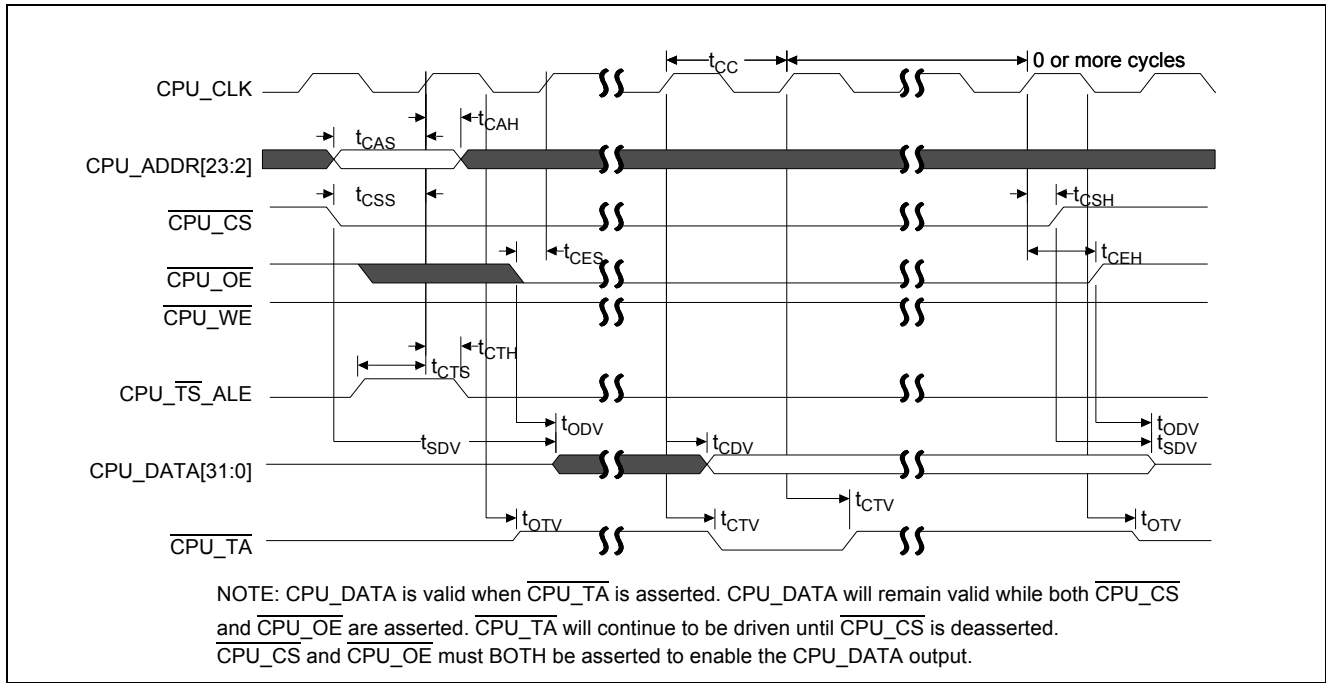 tCC
0 or more cycles
CPU_CLK
tCAH
tCAS
CPU_ADDR[23:2]
tCSS
tCSH
CPU_CS
tCES
tCEH
CPU_OE
CPU_WE
tCTH
tCTS
CPU_TS_ALE
tODV
tODV
tSDV
tCDV
tSDV
CPU_DATA[31:0]
tCTV
tOTV
tCTV
tOTV
CPU_TA
NOTE: CPU_DATA is valid when CPU_TA is asserted. CPU_DATA will remain valid while both CPU_CS
and CPU_OE are asserted. CPU_TA will continue to be driven until CPU_CS is deasserted.
CPU_CS and CPU_OE must BOTH be asserted to enable the CPU_DATA output.